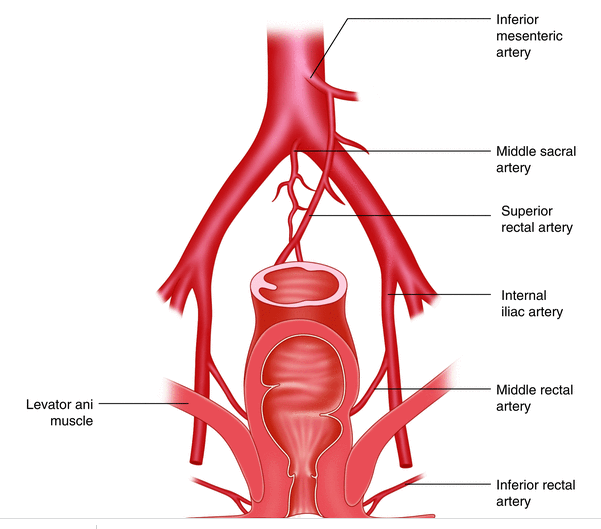 Inferior
mesenteric
artery
Middle sacral
artery
Superior
rectal artery
Internal
iliac artery
Levator ani
muscle
Middle rectal
artery
Inferior rectal
artery